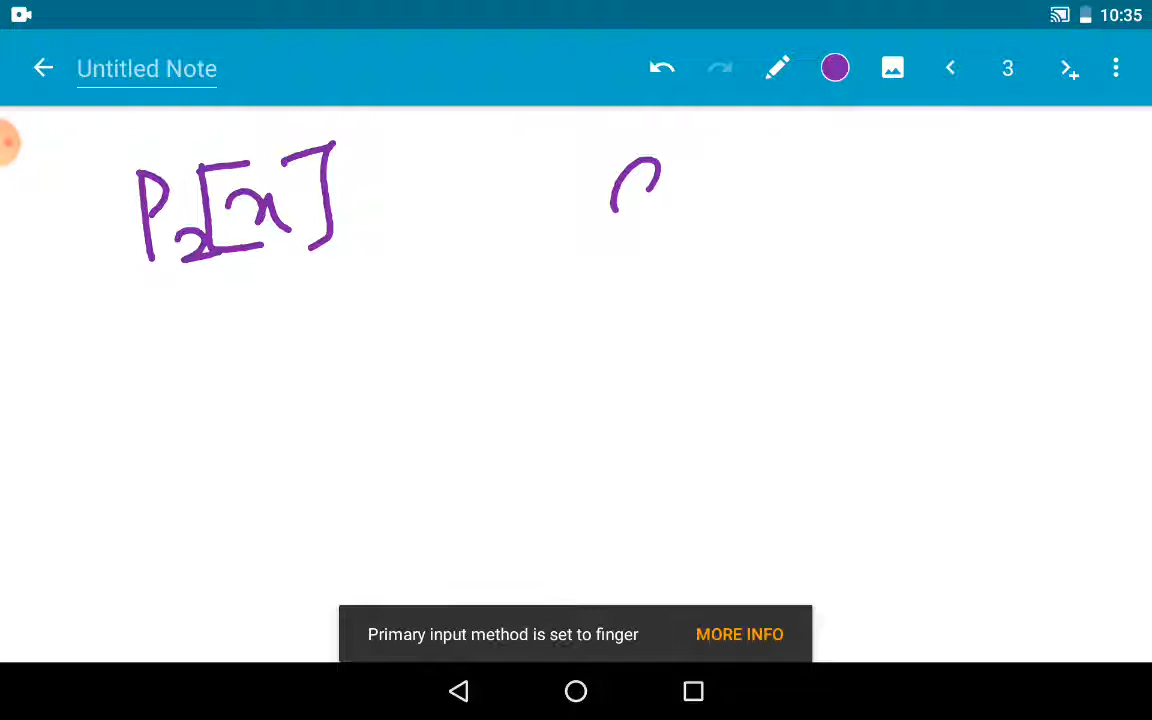 10:35
Untitled Note
3
P₂[x]
Primary input method is set to finger MORE INFO